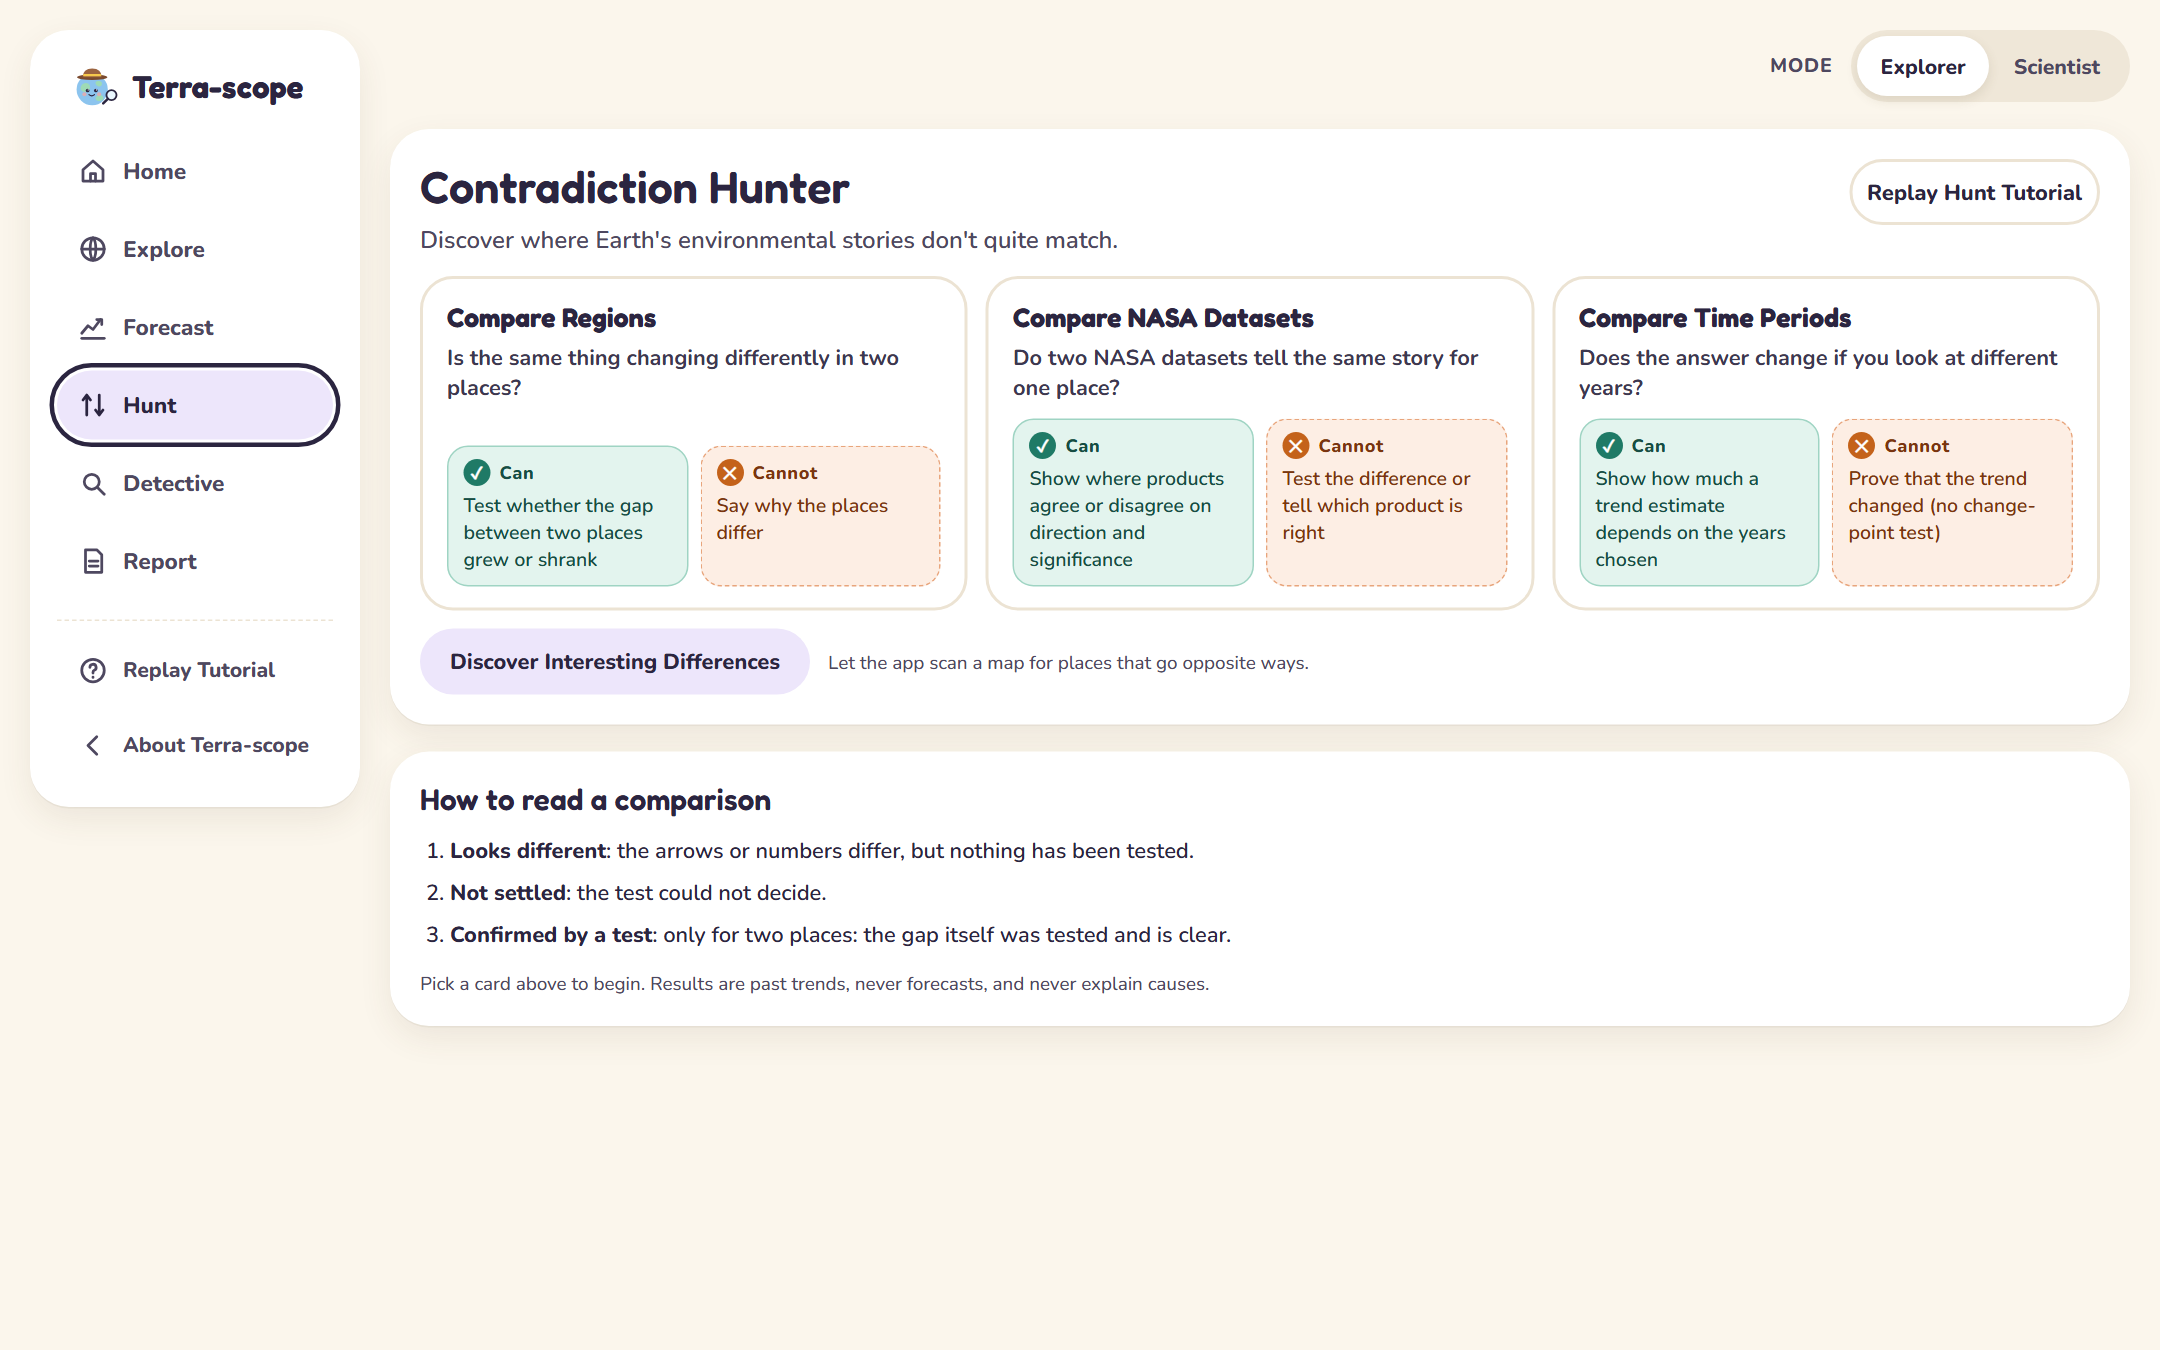 Terra-scope
Home
Explore
Forecast
Hunt
Detective
Report
Replay Tutorial
About Terra-scope
MODE
Explorer
Scientist
Contradiction Hunter
Replay Hunt Tutorial
Discover where Earth's environmental stories don't quite match.
Compare Regions
Is the same thing changing differently in two
places?
Can
Test whether the gap
between two places
grew or shrank
Cannot
Say why the places
differ
Compare NASA Datasets
Do two NASA datasets tell the same story for
one place?
Can
Show where products
agree or disagree on
direction and
significance
Cannot
Test the difference or
tell which product is
right
Compare Time Periods
Does the answer change if you look at different
years?
Can
Show how much a
trend estimate
depends on the years
chosen
Cannot
Prove that the trend
changed (no change-
point test)
Discover Interesting Differences
Let the app scan a map for places that go opposite ways.
How to read a comparison
1. Looks different: the arrows or numbers differ, but nothing has been tested.
2. Not settled: the test could not decide.
3. Confirmed by a test: only for two places: the gap itself was tested and is clear.
Pick a card above to begin. Results are past trends, never forecasts, and never explain causes.